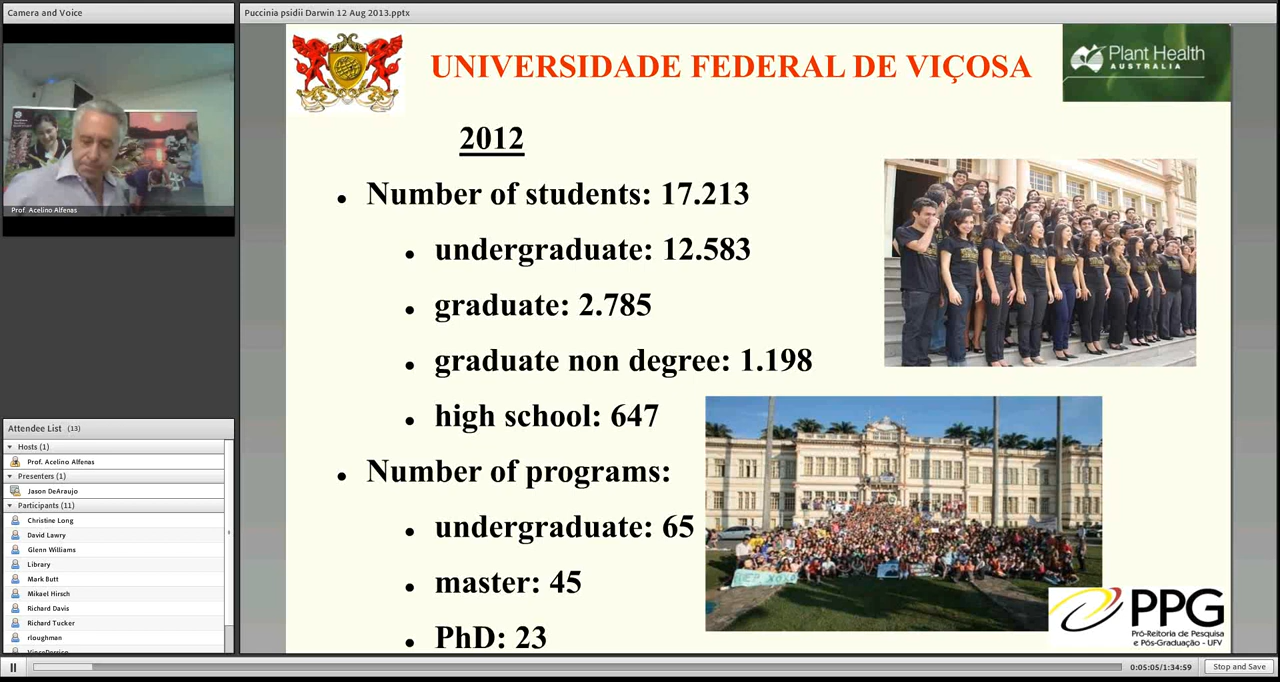 Camera and Voice
Prof. Acelino Alfenas
Attendee List (13)
Hosts (1)
Prof. Acelino Alfenas
Presenters (1)
Jason DeAraujo
Participants (11)
Christine Long
David Lawry
Glenn Williams
Library
Mark Butt
Mikael Hirsch
Richard Davis
Richard Tucker
rloughman
Puccinia psidii Darwin 12 Aug 2013.pptx
UNIVERSIDADE FEDERAL DE VIÇOSA
Plant Health
AUSTRALIA
2012
Number of students: 17.213
undergraduate: 12.583
graduate: 2.785
graduate non degree: 1.198
high school: 647
Number of programs:
undergraduate: 65
master: 45
PhD: 23
PPG
Pró-Reitoria de Pesquisa
e Pós-Graduação - UFV
0:05:05/1:34:59
Stop and Save